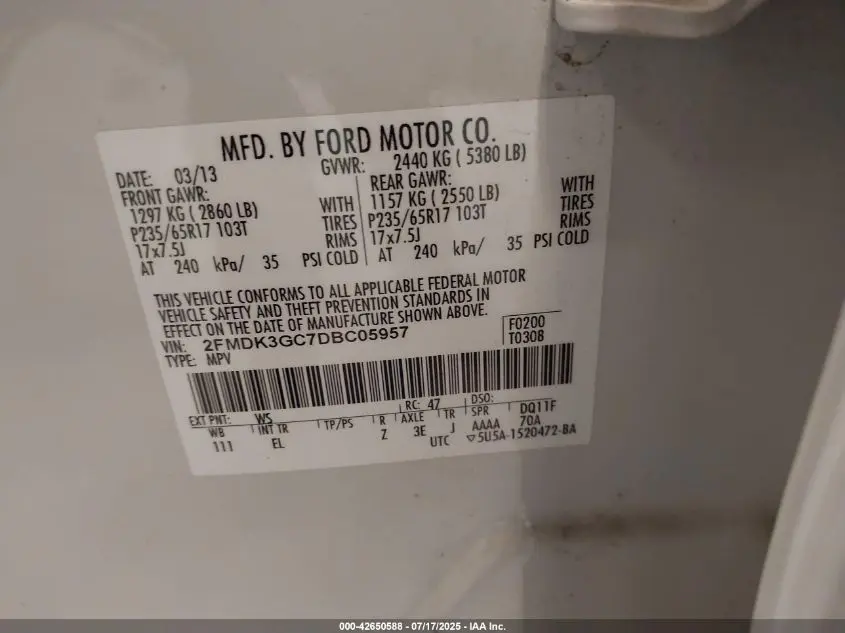 MFD. BY FORD MOTOR CO.
DATE: 03/13 GVWR: 2440 KG ( 5380 LB)
FRONT GAWR: REAR GAWR:
1297 KG ( 2860 LB) WITH 1157 KG ( 2550 LB) WITH
P235/65R17 103T TIRES P235/65R17 103T TIRES
17x7.5J RIMS 17x7.5J RIMS
AT 240 kPa/ 35 PSI COLD AT 240 kPa/ 35 PSI COLD
THIS VEHICLE CONFORMS TO ALL APPLICABLE FEDERAL MOTOR
VEHICLE SAFETY AND THEFT PREVENTION STANDARDS IN
EFFECT ON THE DATE OF MANUFACTURE SHOWN ABOVE.
VIN: 2FMDK3GC7DBC05957 F0200
TYPE: MPV T0308
EXT PNT: WS RC: 47 DSO:
WB INT TR TP/PS R AXLE TR SPR DQ11F
111 EL Z 3E J AAAA 70A
UTC ▽5U5A-1520472-BA
000-42650588 - 07/17/2025 - IAA Inc.